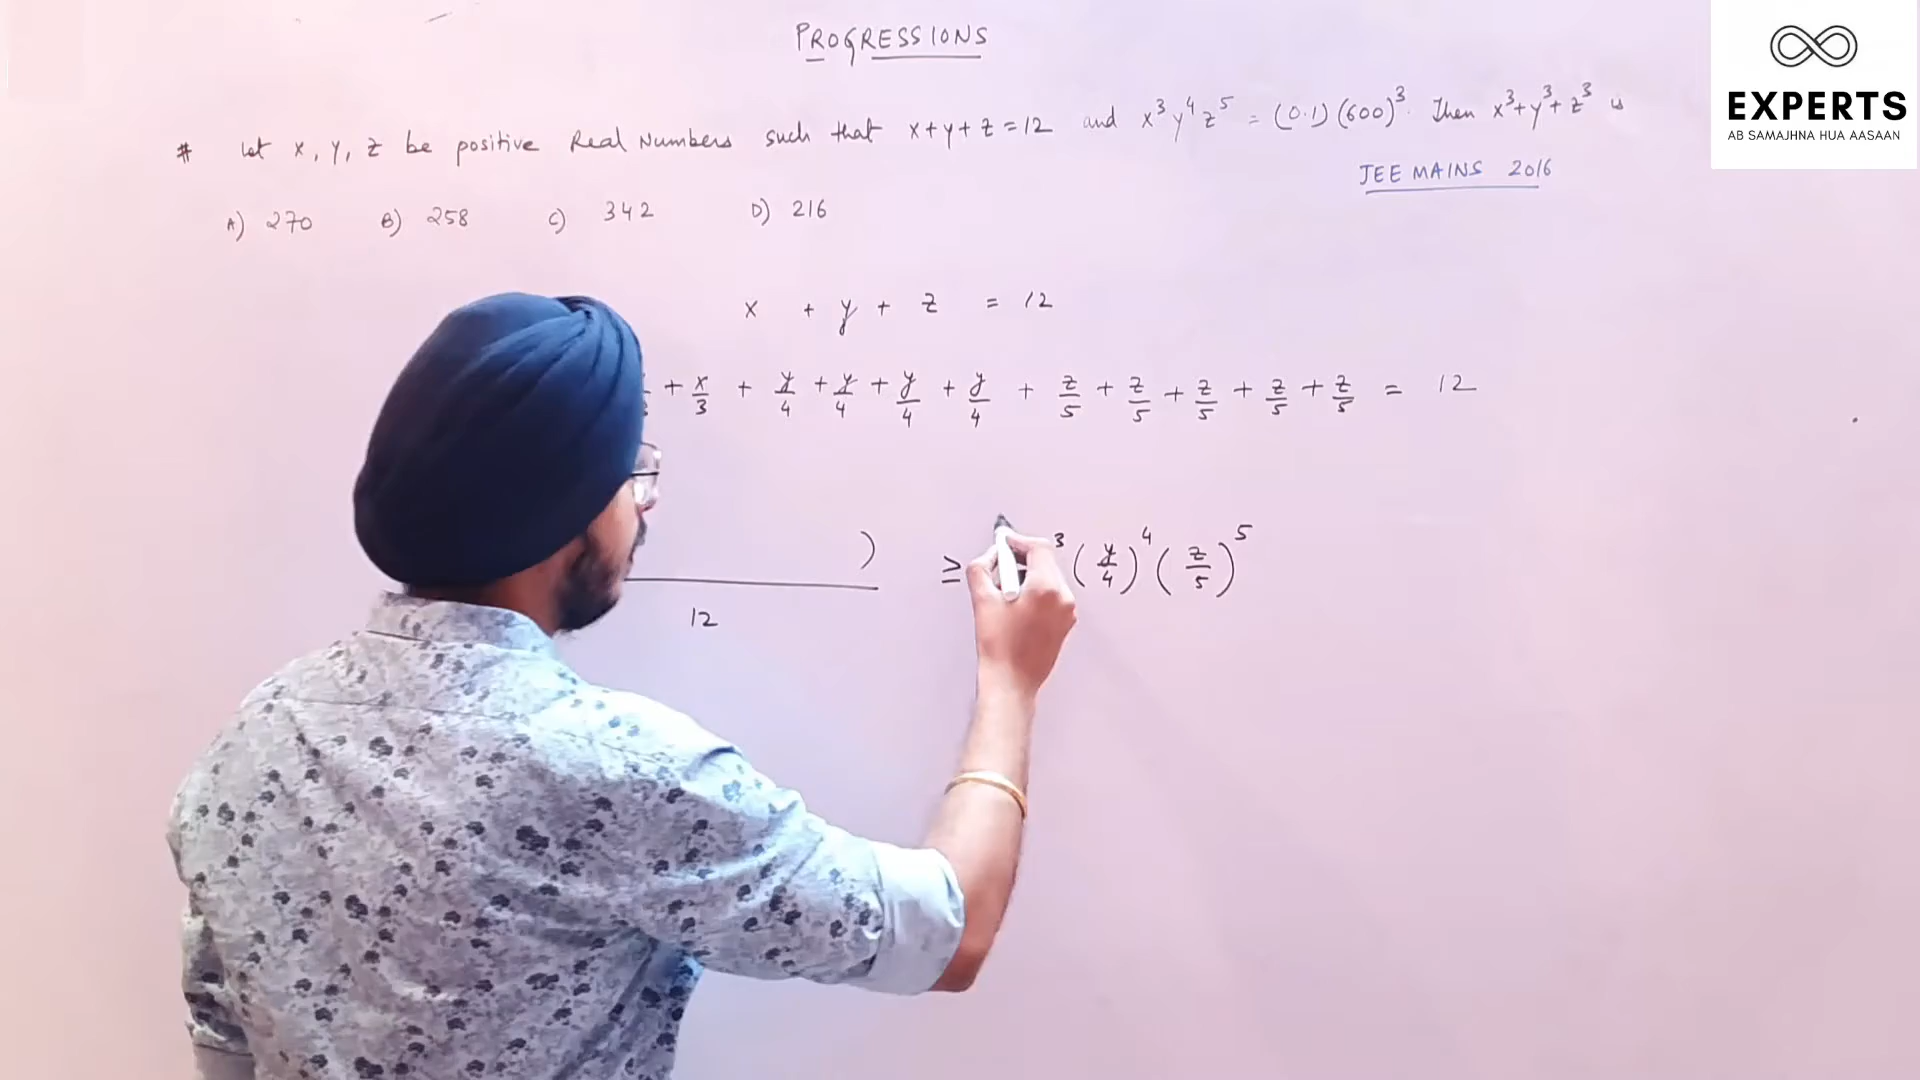 PROGRESSIONS
EXPERTS
AB SAMAJHNA HUA AASAAN
# Let x, y, z be positive Real Numbers such that x+y+z=12 and x³y⁴z⁵ = (0.1)(600)³. Then x³+y³+z³ is
JEE MAINS 2016
A) 270 B) 258 C) 342 D) 216
x + y + z = 12
+ x/3 + y/4 + y/4 + y/4 + y/4 + z/5 + z/5 + z/5 + z/5 + z/5 = 12
) ≥ ³ (y/4)⁴ (z/5)⁵
12